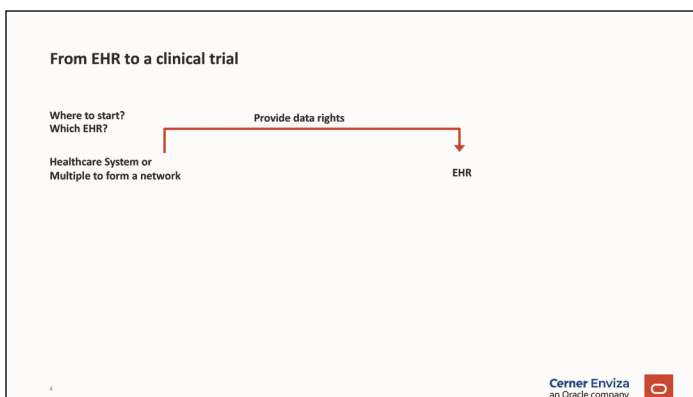 From EHR to a clinical trial
Where to start?
Which EHR?
Provide data rights
Healthcare System or
Multiple to form a network
EHR
4
Cerner Enviza
an Oracle company